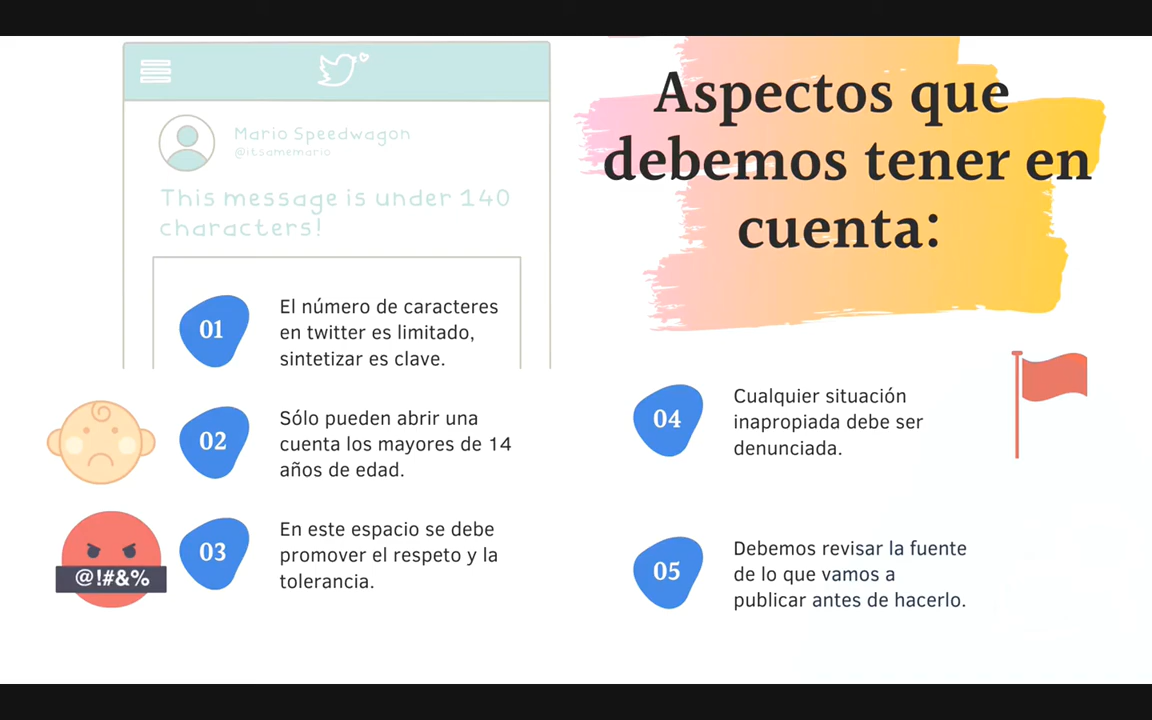 Mario Speedwagon
@itsamemario
This message is under 140
characters!
Aspectos que
debemos tener en
cuenta:
01
El número de caracteres
en twitter es limitado,
sintetizar es clave.
02
Sólo pueden abrir una
cuenta los mayores de 14
años de edad.
03
En este espacio se debe
promover el respeto y la
tolerancia.
@!#&%
04
Cualquier situación
inapropiada debe ser
denunciada.
05
Debemos revisar la fuente
de lo que vamos a
publicar antes de hacerlo.